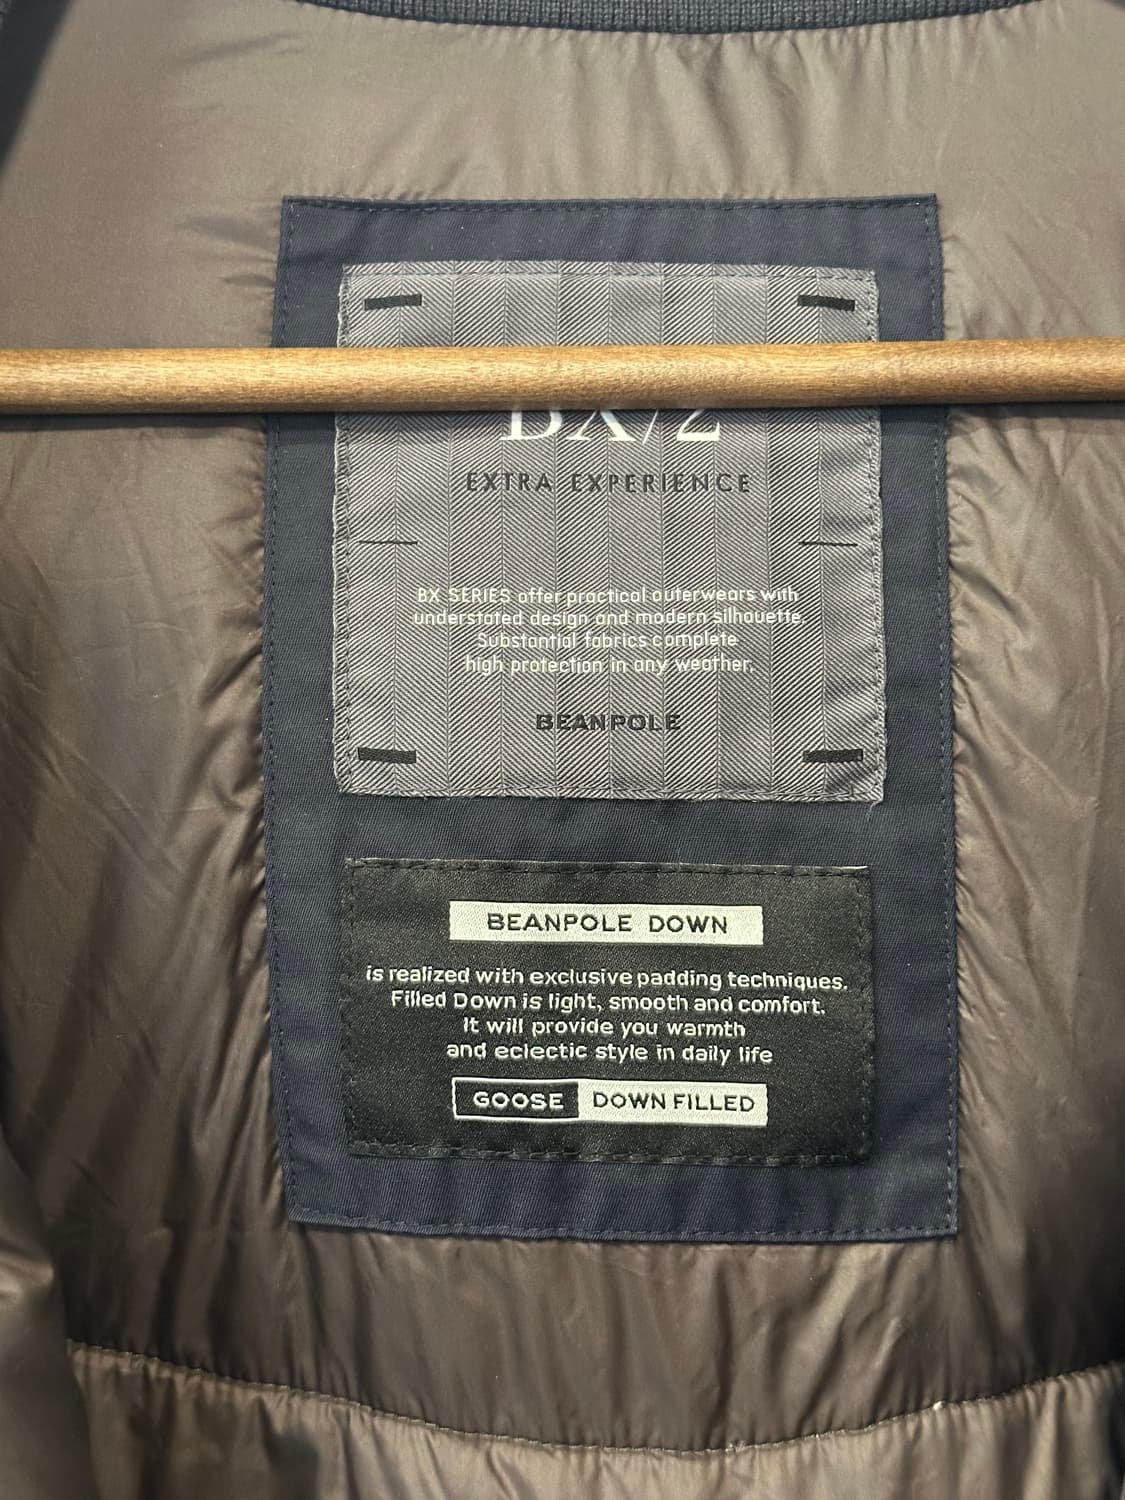 BX/2
EXTRA EXPERIENCE
BX SERIES offer practical outerwears with
understated design and modern silhouette.
Substantial fabrics complete
high protection in any weather.
BEANPOLE
BEANPOLE DOWN
is realized with exclusive padding techniques.
Filled Down is light, smooth and comfort.
It will provide you warmth
and eclectic style in daily life
GOOSE DOWN FILLED